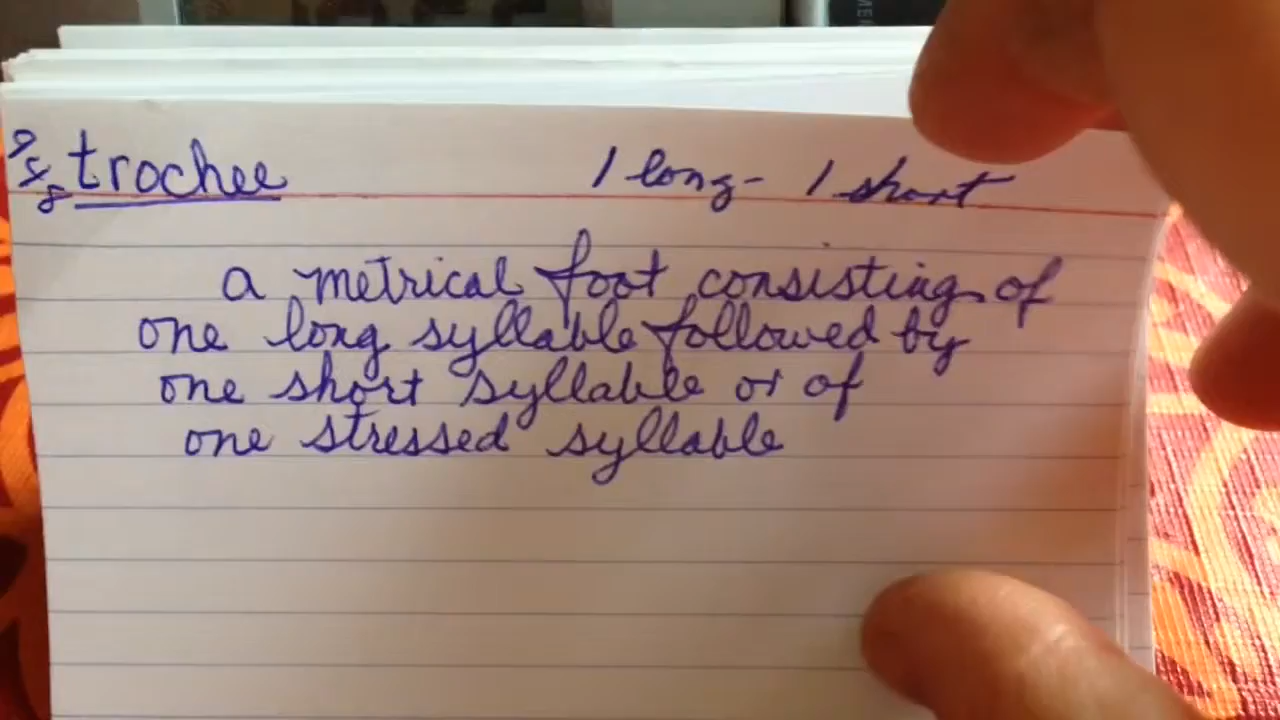 trochee 1 long - 1 short
a metrical foot consisting of
one long syllable followed by
one short syllable or of
one stressed syllable